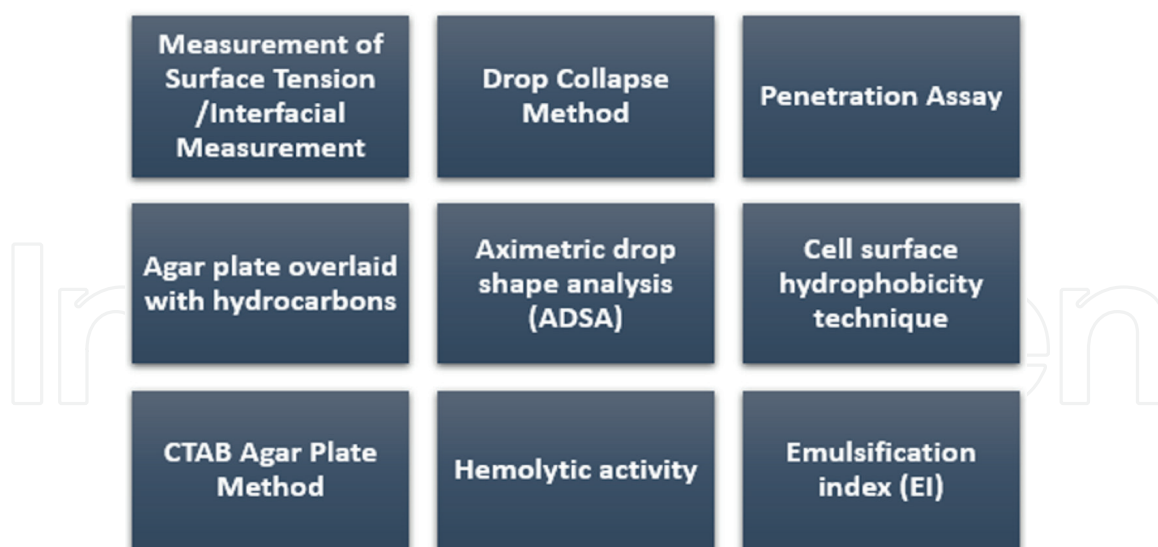 Measurement of
Surface Tension
/Interfacial
Measurement
Drop Collapse
Method
Penetration Assay
Agar plate overlaid
with hydrocarbons
Aximetric drop
shape analysis
(ADSA)
Cell surface
hydrophobicity
technique
CTAB Agar Plate
Method
Hemolytic activity
Emulsification
index (EI)